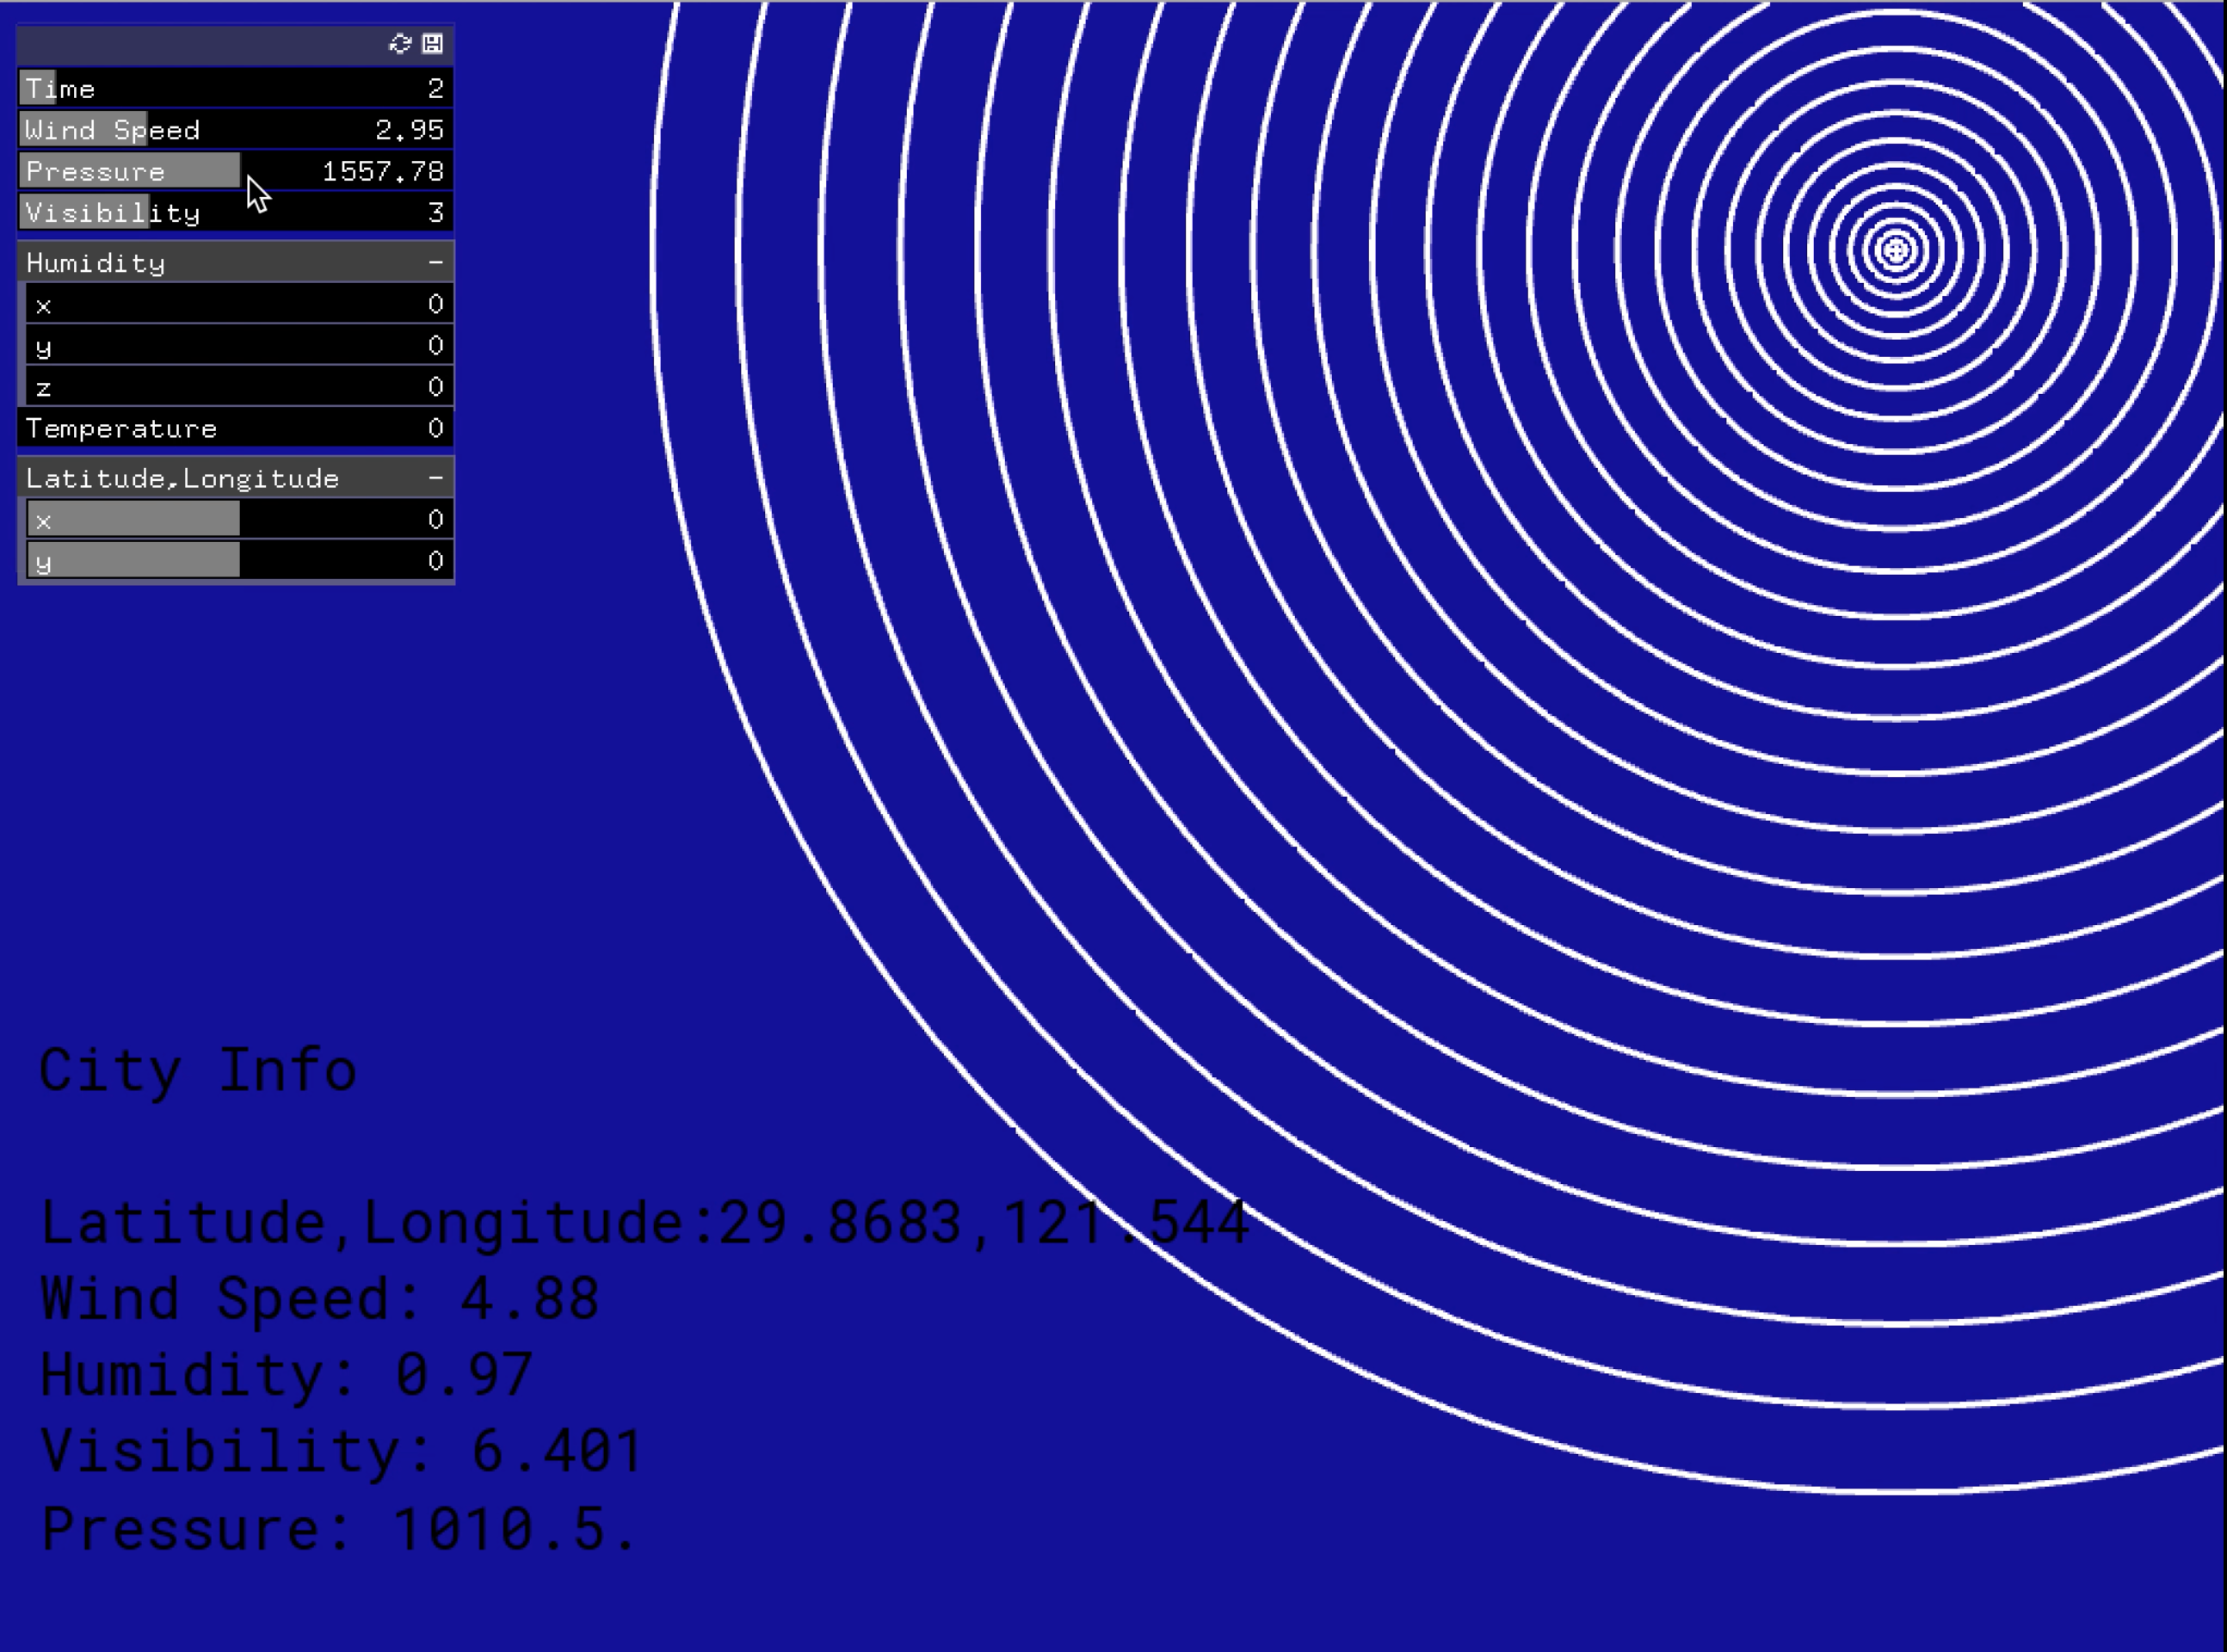 Time 2
Wind Speed 2.95
Pressure 1557.78
Visibility 3
Humidity -
x 0
y 0
z 0
Temperature 0
Latitude,Longitude -
x 0
y 0
City Info
Latitude,Longitude:29.8683,121.544
Wind Speed: 4.88
Humidity: 0.97
Visibility: 6.401
Pressure: 1010.5.